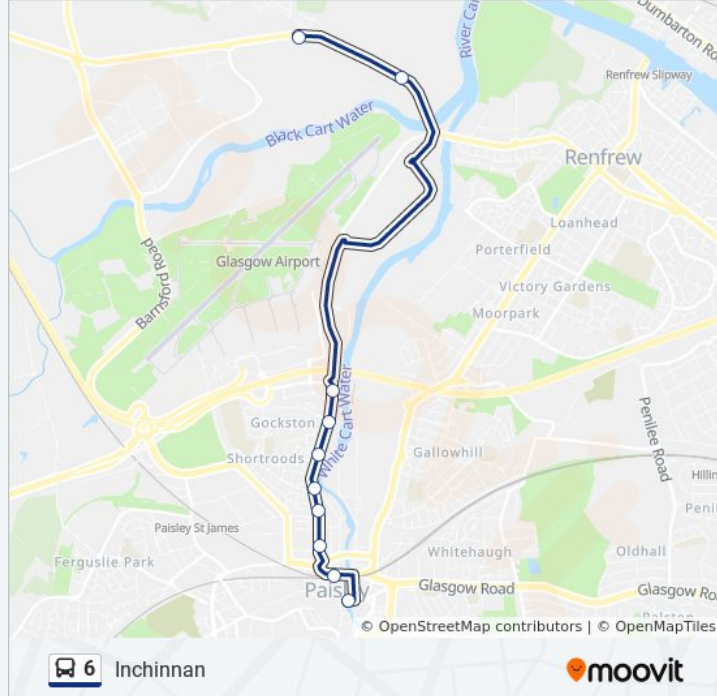 Dumbarton Ro
River Ca
Renfrew Slipway
Black Cart Water
Renfrew
Loanhead
Porterfield
Glasgow Airport
Victory Gardens
Barnsford Road
Moorpark
White Cart Water
Gockston
Penilee Road
Gallowhill
Shortroods
Hillin
Peni
Paisley St James
Whitehaugh
Oldhall
Ferguslie Park
Glasgow Road
Glasgow Ro
Paisley
Ralston
© OpenStreetMap contributors | © OpenMapTiles
6 Inchinnan
moovit